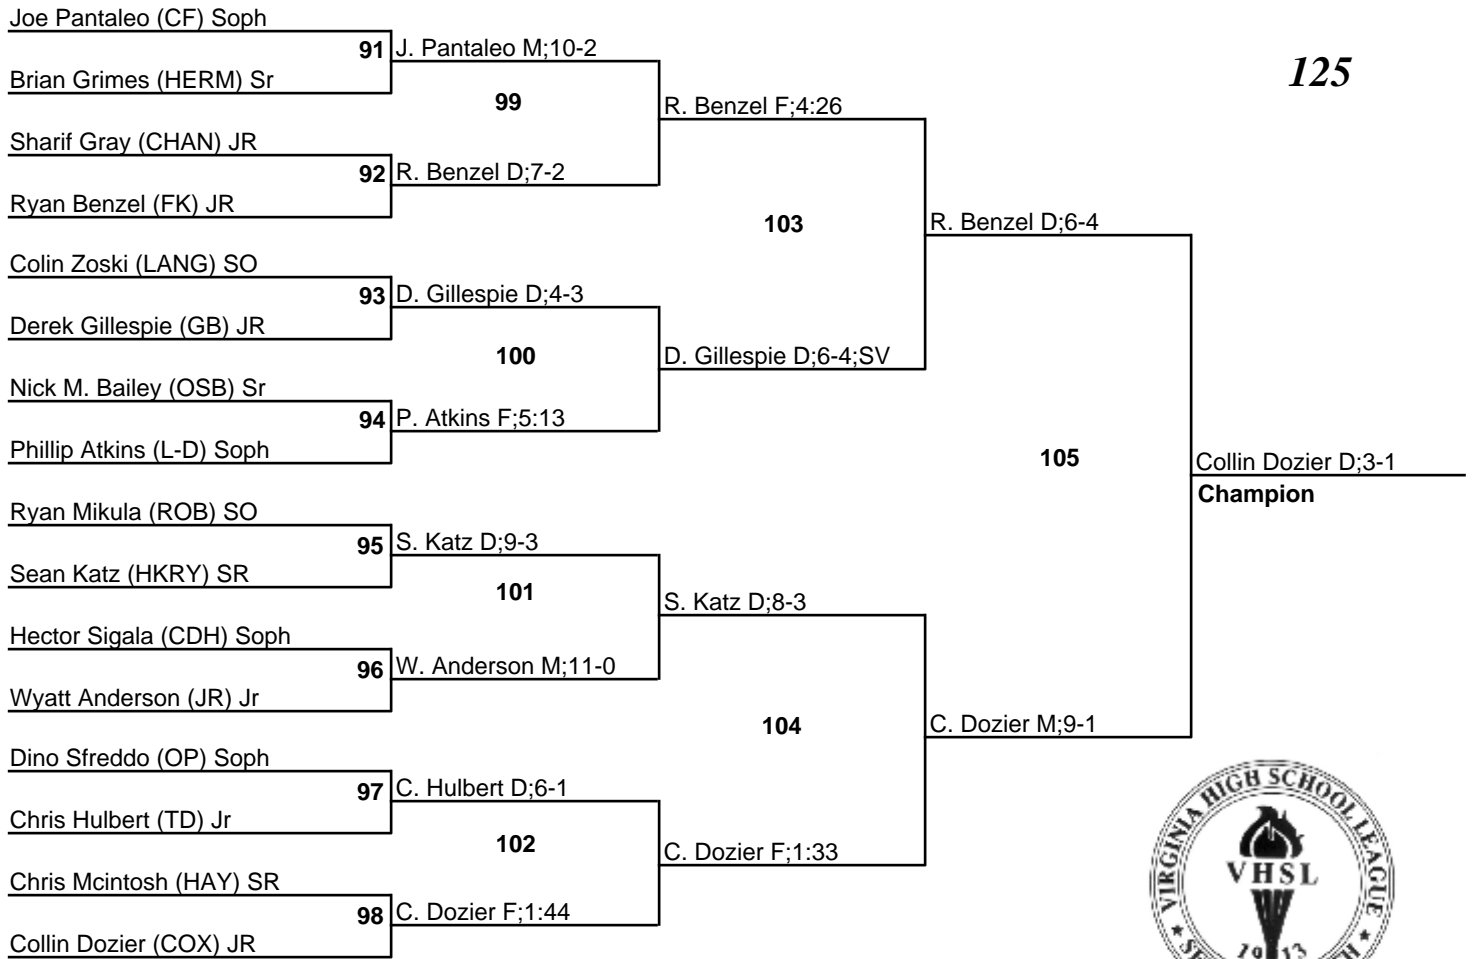 Joe Pantaleo (CF) Soph
91 J. Pantaleo M;10-2
Brian Grimes (HERM) Sr
125
99
R. Benzel F;4:26
Sharif Gray (CHAN) JR
92 R. Benzel D;7-2
Ryan Benzel (FK) JR
103
R. Benzel D;6-4
Colin Zoski (LANG) SO
93 D. Gillespie D;4-3
Derek Gillespie (GB) JR
100
D. Gillespie D;6-4;SV
Nick M. Bailey (OSB) Sr
94 P. Atkins F;5:13
Phillip Atkins (L-D) Soph
105
Collin Dozier D;3-1
Champion
Ryan Mikula (ROB) SO
95 S. Katz D;9-3
Sean Katz (HKRY) SR
101
S. Katz D;8-3
Hector Sigala (CDH) Soph
96 W. Anderson M;11-0
Wyatt Anderson (JR) Jr
104
C. Dozier M;9-1
Dino Sfreddo (OP) Soph
97 C. Hulbert D;6-1
Chris Hulbert (TD) Jr
102
C. Dozier F;1:33
Chris Mcintosh (HAY) SR
98 C. Dozier F;1:44
Collin Dozier (COX) JR
VIRGINIA HIGH SCHOOL LEAGUE
VHSL
1913